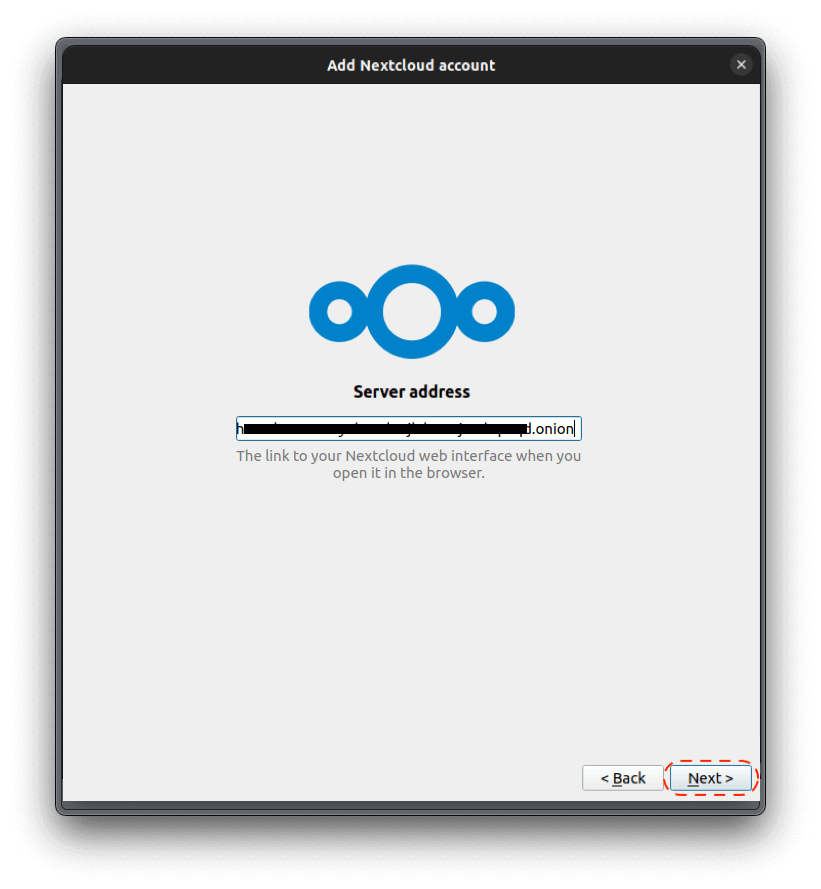 Add Nextcloud account
Server address
.onion
The link to your Nextcloud web interface when you
open it in the browser.
< Back
Next >